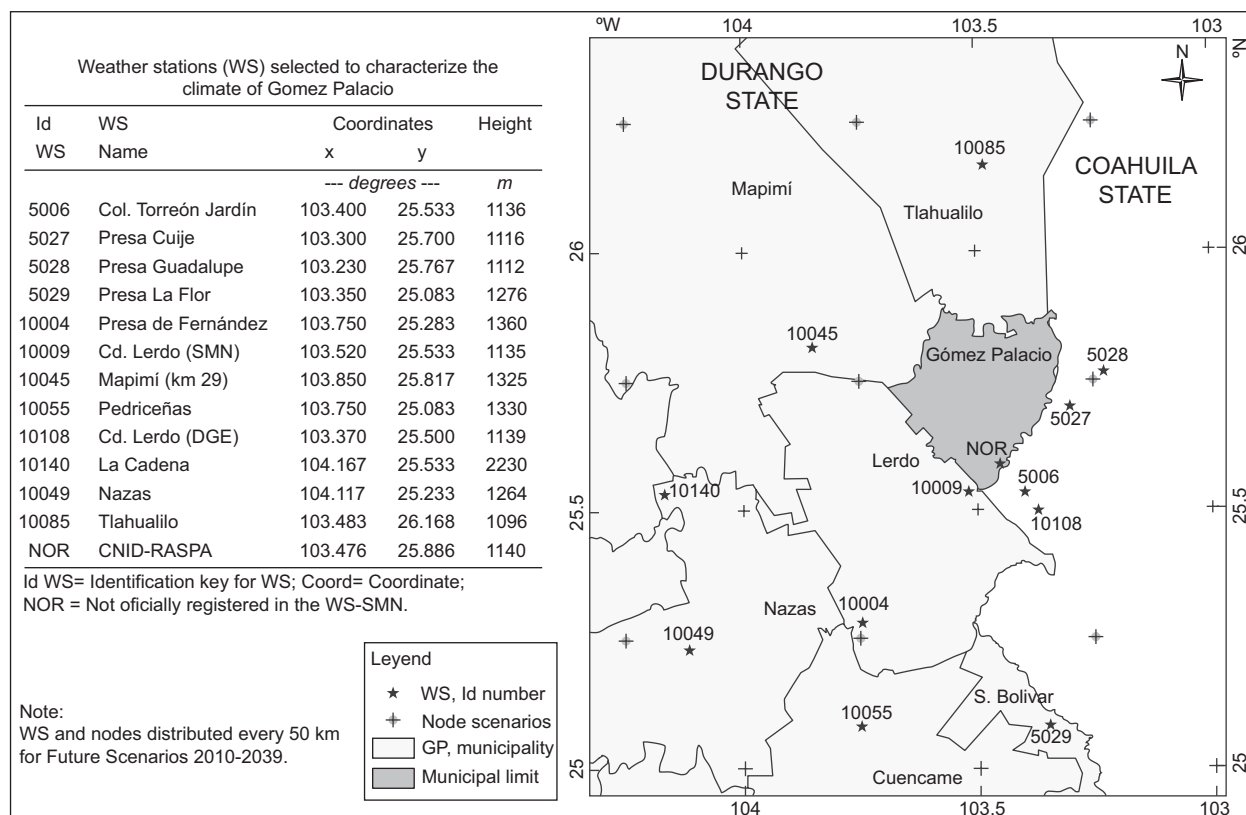 Weather stations (WS) selected to characterize the
climate of Gomez Palacio
Id WS Coordinates Height
WS Name x y
--- degrees --- m
5006 Col. Torreón Jardín 103.400 25.533 1136
5027 Presa Cuije 103.300 25.700 1116
5028 Presa Guadalupe 103.230 25.767 1112
5029 Presa La Flor 103.350 25.083 1276
10004 Presa de Fernández 103.750 25.283 1360
10009 Cd. Lerdo (SMN) 103.520 25.533 1135
10045 Mapimí (km 29) 103.850 25.817 1325
10055 Pedriceñas 103.750 25.083 1330
10108 Cd. Lerdo (DGE) 103.370 25.500 1139
10140 La Cadena 104.167 25.533 2230
10049 Nazas 104.117 25.233 1264
10085 Tlahualilo 103.483 26.168 1096
NOR CNID-RASPA 103.476 25.886 1140
Id WS= Identification key for WS; Coord= Coordinate;
NOR = Not oficially registered in the WS-SMN.
Note:
WS and nodes distributed every 50 km
for Future Scenarios 2010-2039.
Leyend
WS, Id number
Node scenarios
GP, municipality
Municipal limit
ºW 104 103.5 103
ºN
N
DURANGO
STATE
COAHUILA
STATE
10085
Mapimí
Tlahualilo
26 26
10045
Gómez Palacio
5028
5027
NOR
Lerdo
10009
5006
10140
10108
25.5 25.5
Nazas
10004
10049
S. Bolivar
10055
5029
25 25
Cuencame
104 103.5 103